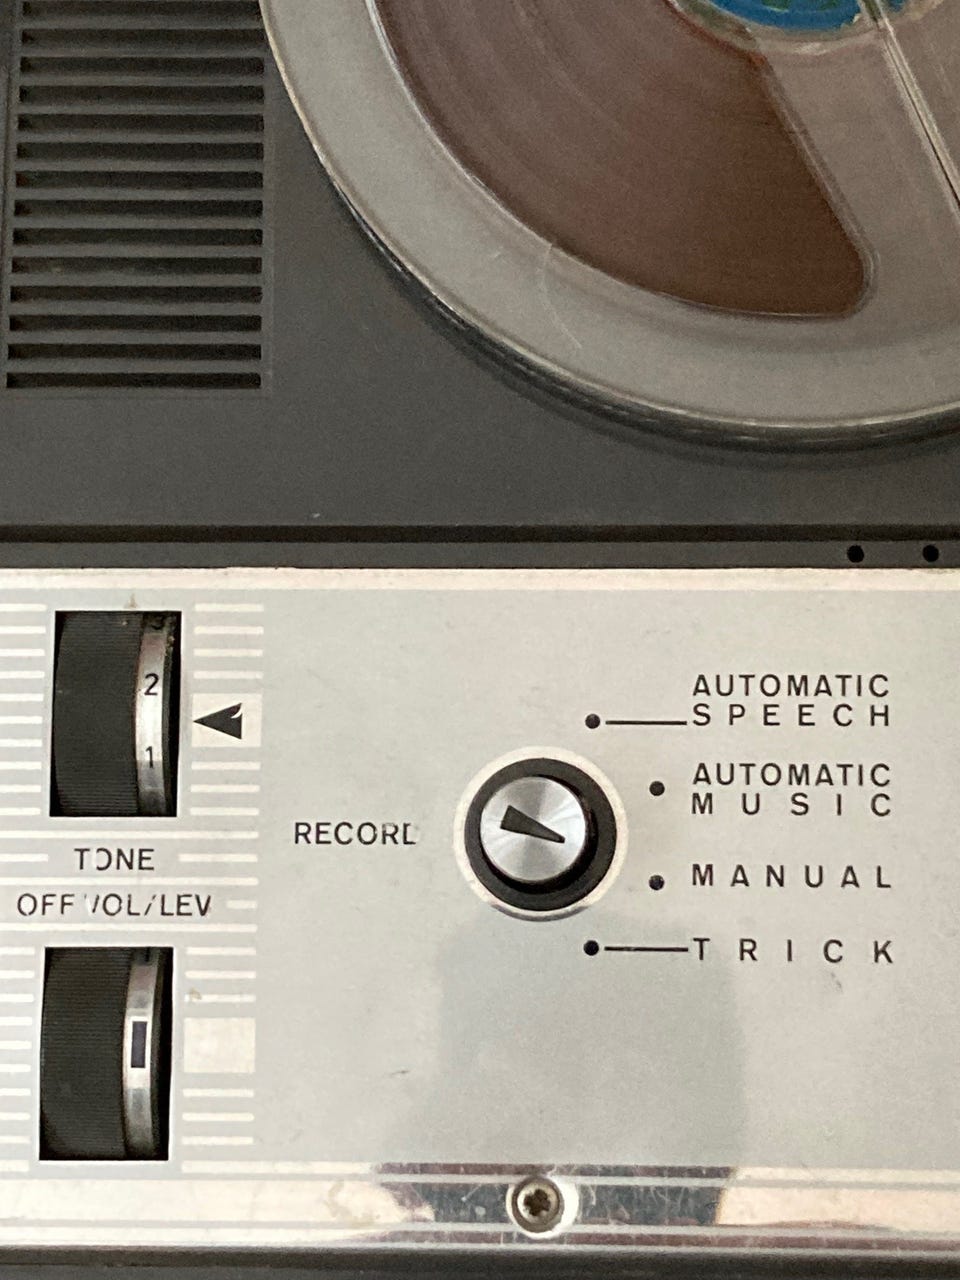 3
2
1
TONE
OFF VOL/LEV
RECORD
AUTOMATIC
SPEECH
AUTOMATIC
MUSIC
MANUAL
TRICK